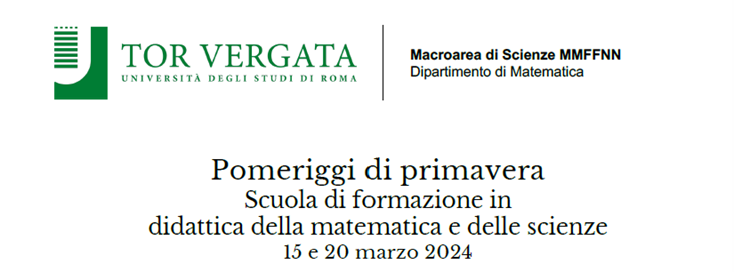 TOR VERGATA
UNIVERSITÀ DEGLI STUDI DI ROMA
Macroarea di Scienze MMFFNN
Dipartimento di Matematica
Pomeriggi di primavera
Scuola di formazione in
didattica della matematica e delle scienze
15 e 20 marzo 2024